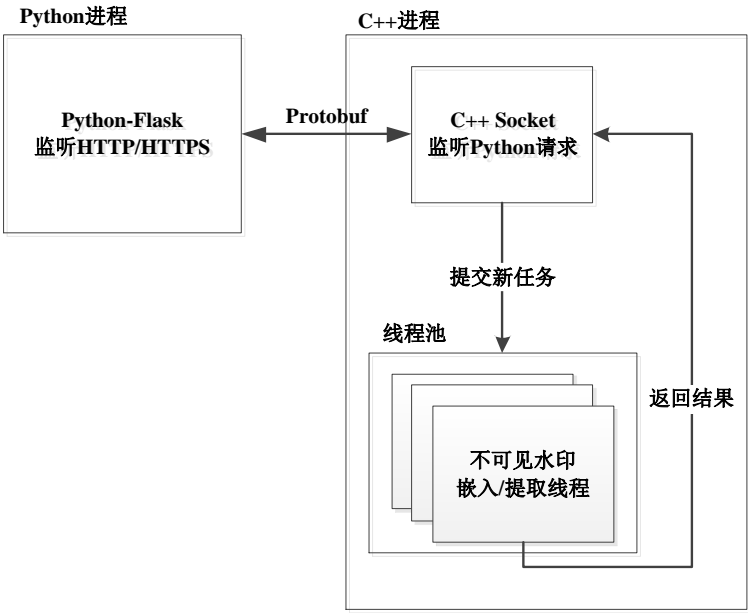 Python进程
C++进程
Python-Flask
监听HTTP/HTTPS
Protobuf
C++ Socket
监听Python请求
提交新任务
线程池
返回结果
不可见水印
嵌入/提取线程